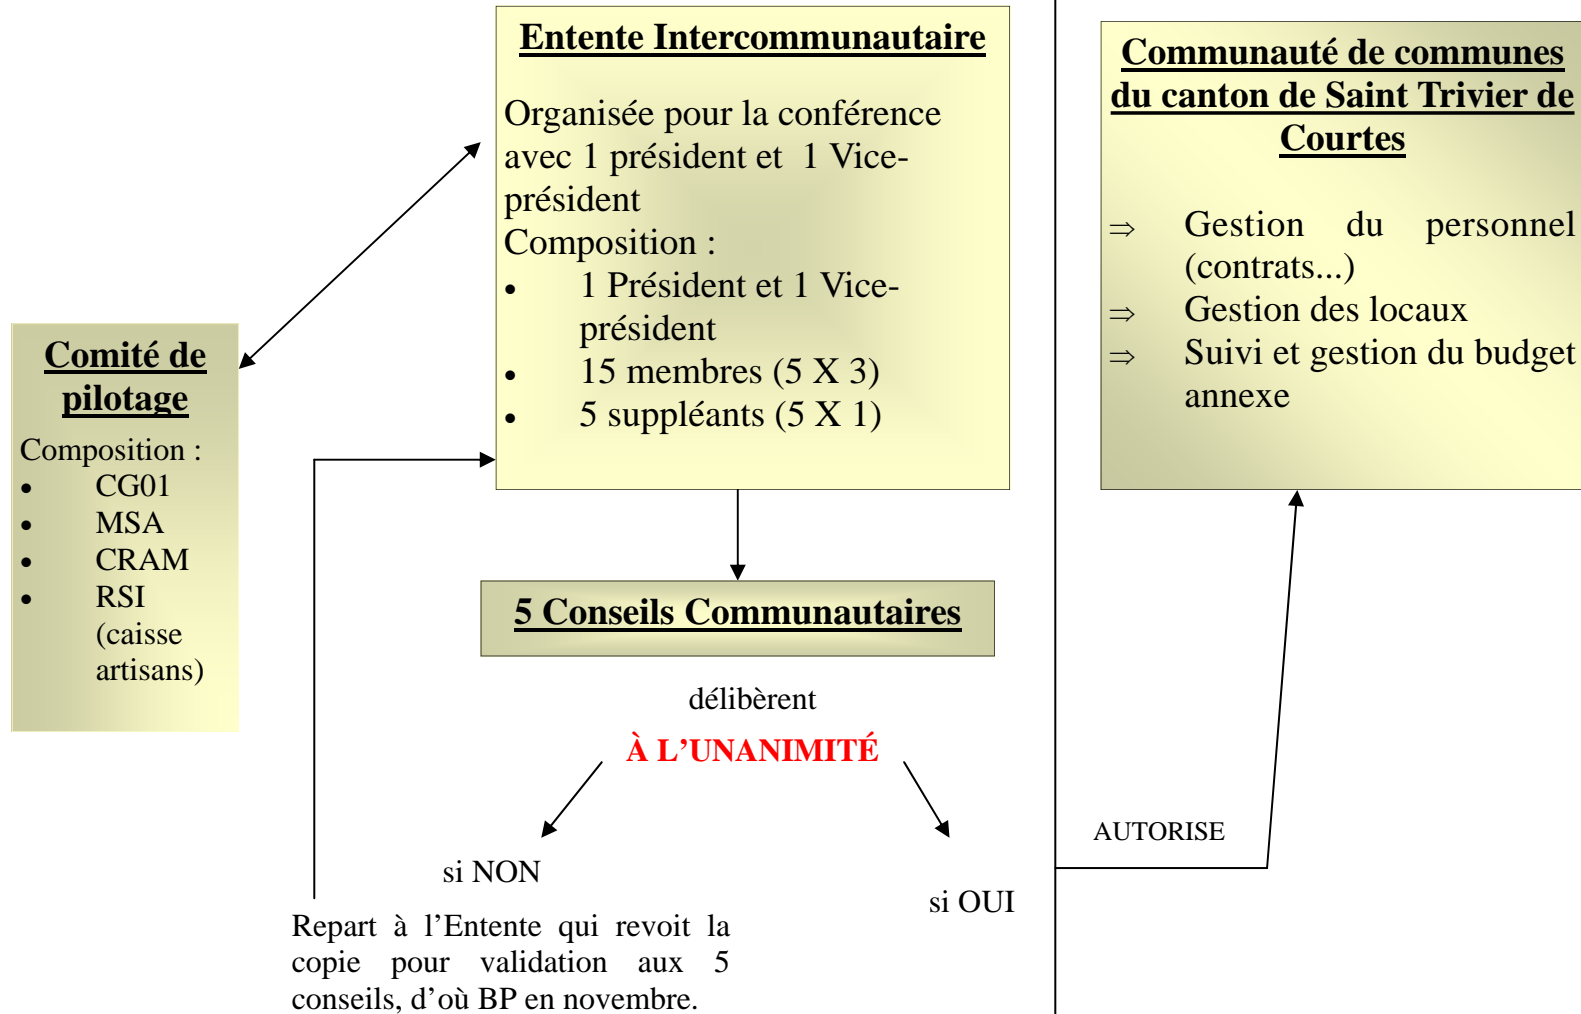 Entente Intercommunautaire
Organisée pour la conférence
avec 1 président et 1 Vice-
président
Composition :
• 1 Président et 1 Vice-
président
• 15 membres (5 X 3)
• 5 suppléants (5 X 1)
Communauté de communes
du canton de Saint Trivier de
Courtes
⇒ Gestion du personnel
(contrats...)
⇒ Gestion des locaux
⇒ Suivi et gestion du budget
annexe
Comité de
pilotage
Composition :
• CG01
• MSA
• CRAM
• RSI
(caisse
artisans)
5 Conseils Communautaires
délibèrent
À L’UNANIMITÉ
si NON
Repart à l’Entente qui revoit la
copie pour validation aux 5
conseils, d’où BP en novembre.
si OUI
AUTORISE